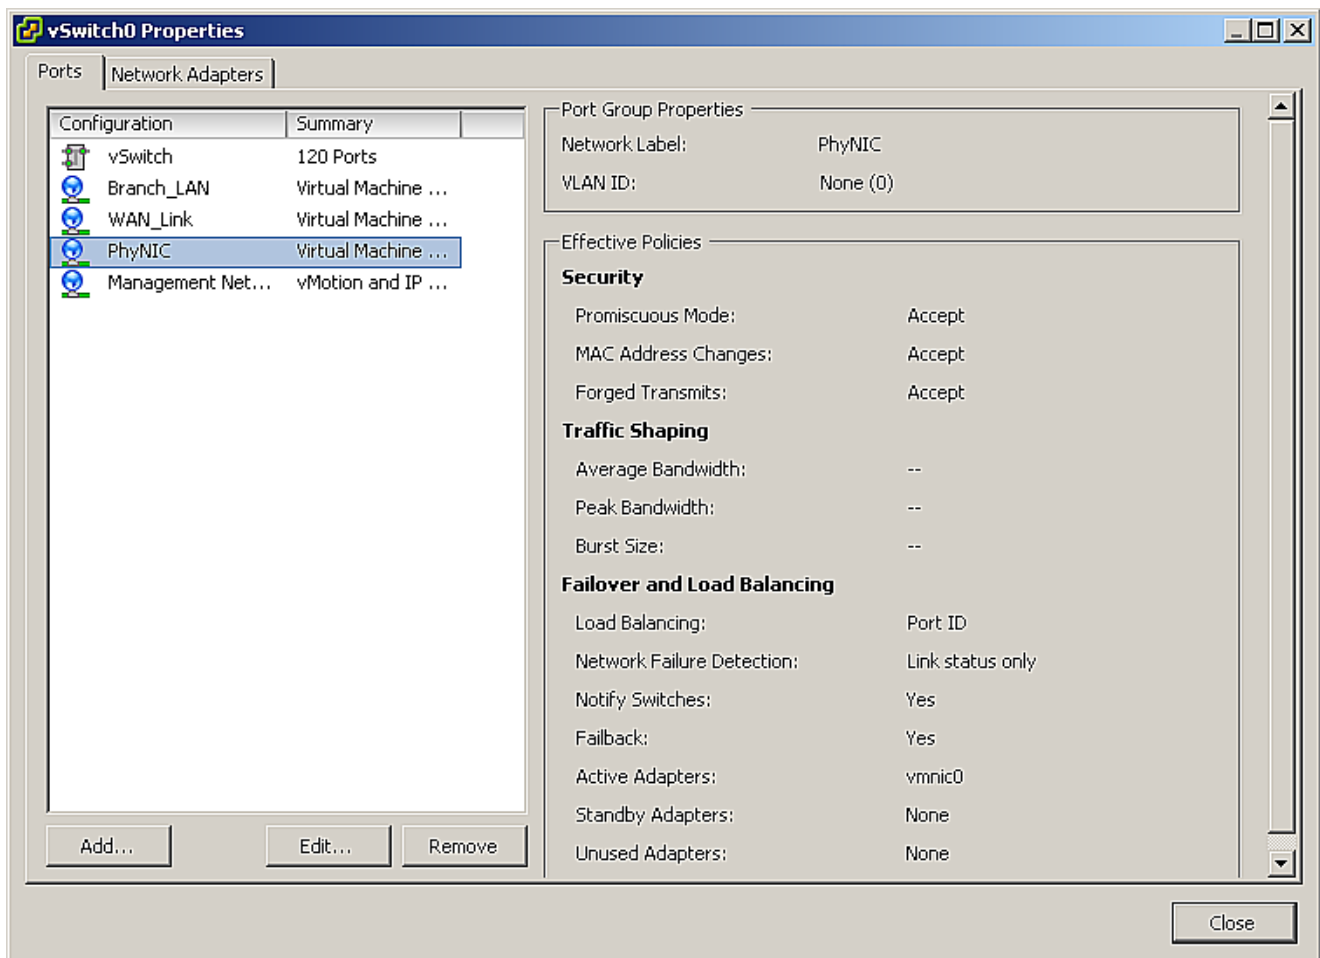 vSwitch0 Properties
Ports
Network Adapters
Configuration Summary
vSwitch 120 Ports
Branch_LAN Virtual Machine ...
WAN_Link Virtual Machine ...
PhyNIC Virtual Machine ...
Management Net... vMotion and IP ...
Add... Edit... Remove
Port Group Properties
Network Label: PhyNIC
VLAN ID: None (0)
Effective Policies
Security
Promiscuous Mode: Accept
MAC Address Changes: Accept
Forged Transmits: Accept
Traffic Shaping
Average Bandwidth: --
Peak Bandwidth: --
Burst Size: --
Failover and Load Balancing
Load Balancing: Port ID
Network Failure Detection: Link status only
Notify Switches: Yes
Failback: Yes
Active Adapters: vmnic0
Standby Adapters: None
Unused Adapters: None
Close